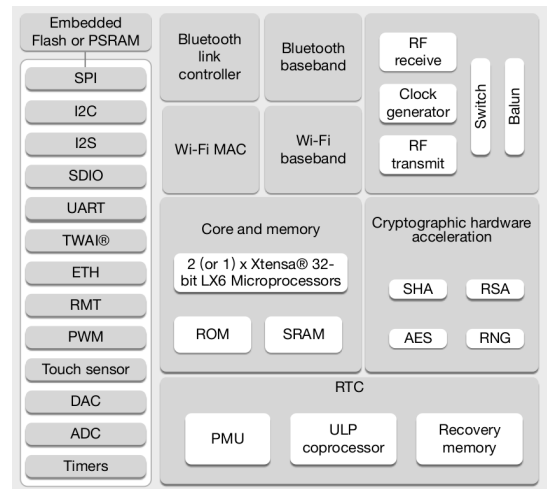 Embedded
Flash or PSRAM
SPI
I2C
I2S
SDIO
UART
TWAI®
ETH
RMT
PWM
Touch sensor
DAC
ADC
Timers
Bluetooth
link
controller
Bluetooth
baseband
Wi-Fi MAC
Wi-Fi
baseband
RF
receive
Clock
generator
RF
transmit
Switch
Balun
Core and memory
2 (or 1) x Xtensa® 32-
bit LX6 Microprocessors
ROM
SRAM
Cryptographic hardware
acceleration
SHA
RSA
AES
RNG
RTC
PMU
ULP
coprocessor
Recovery
memory